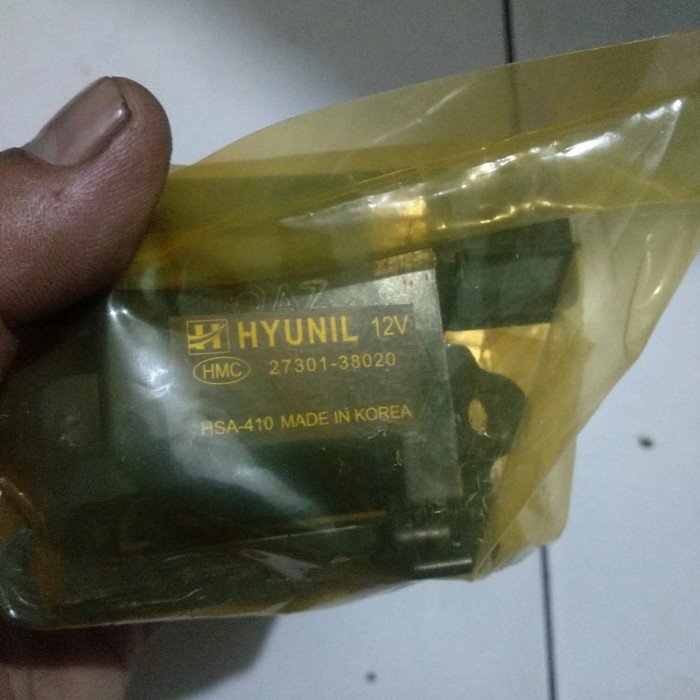 H HYUNIL 12V
HMC 27301-38020
HSA-410 MADE IN KOREA